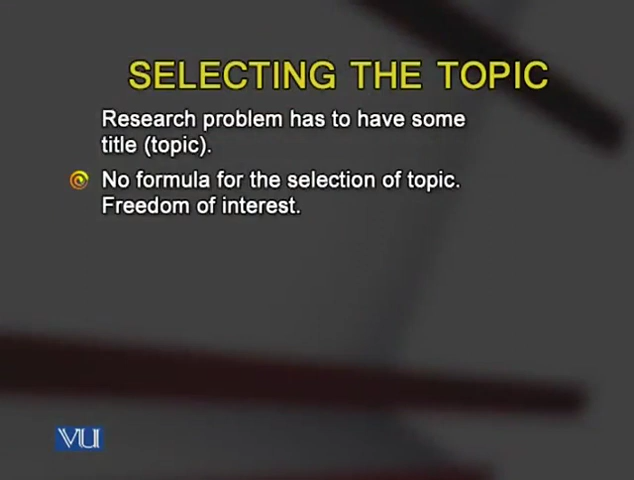 SELECTING THE TOPIC
Research problem has to have some
title (topic).
No formula for the selection of topic.
Freedom of interest.
VU